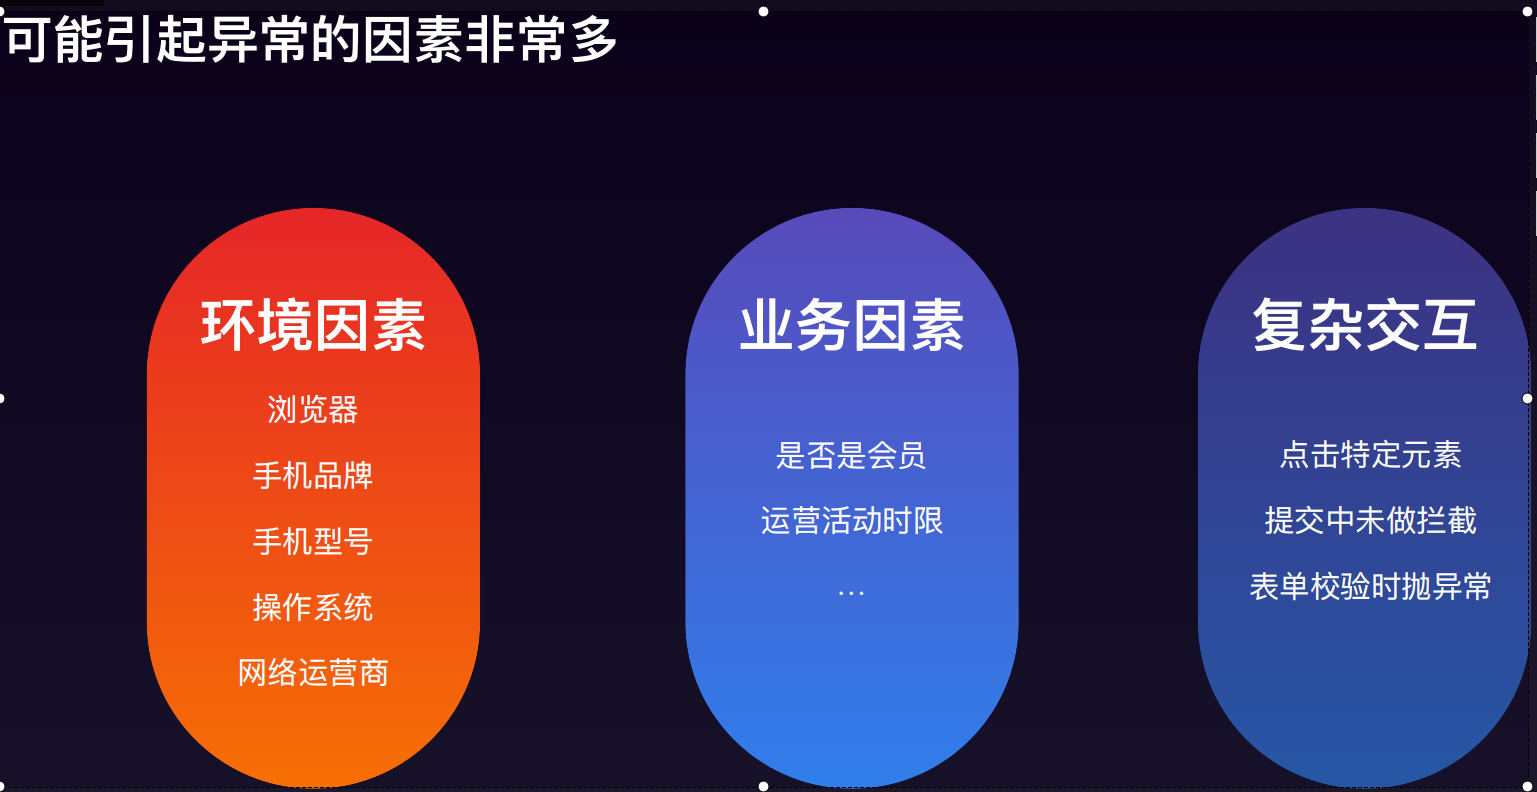 可能引起异常的因素非常多
环境因素
浏览器
手机品牌
手机型号
操作系统
网络运营商
业务因素
是否是会员
运营活动时限
...
复杂交互
点击特定元素
提交中未做拦截
表单校验时抛异常